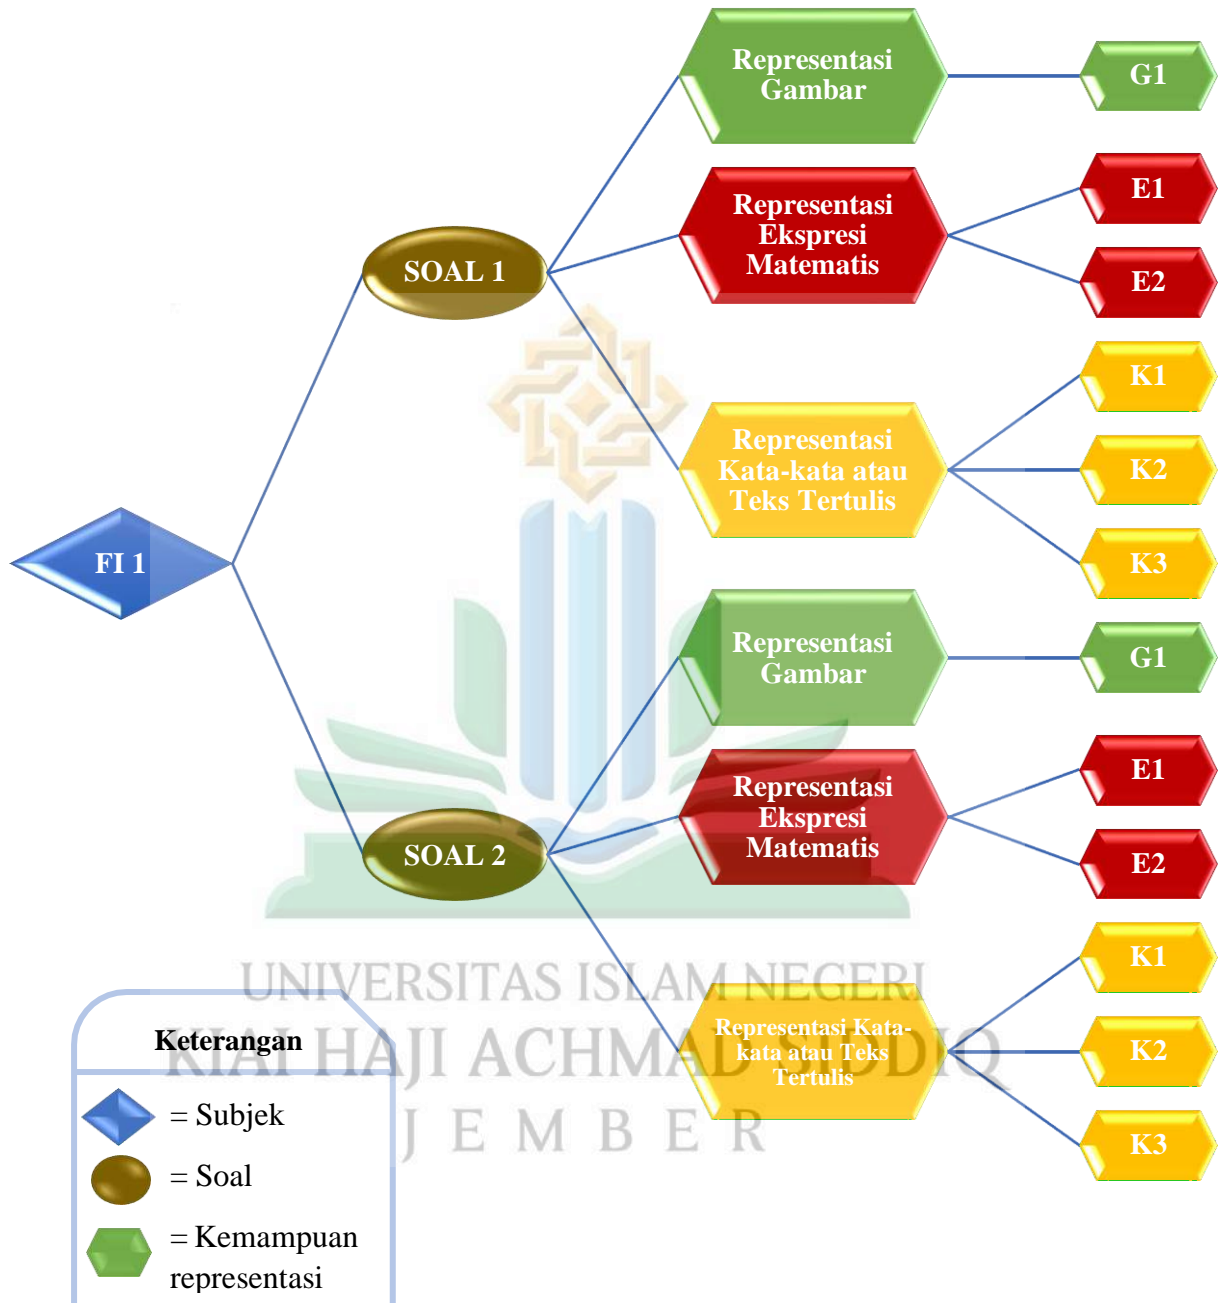 Representasi
Gambar
G1
Representasi
Ekspresi
Matematis
E1
E2
SOAL 1
Representasi
Kata-kata atau
Teks Tertulis
K1
K2
K3
FI 1
Representasi
Gambar
G1
Representasi
Ekspresi
Matematis
E1
E2
SOAL 2
Representasi Kata-
kata atau Teks
Tertulis
K1
K2
K3
UNIVERSITAS ISLAM NEGERI
KIAI HAJI ACHMAD SIDDIQ
JEMBER
Keterangan
= Subjek
= Soal
= Kemampuan
representasi